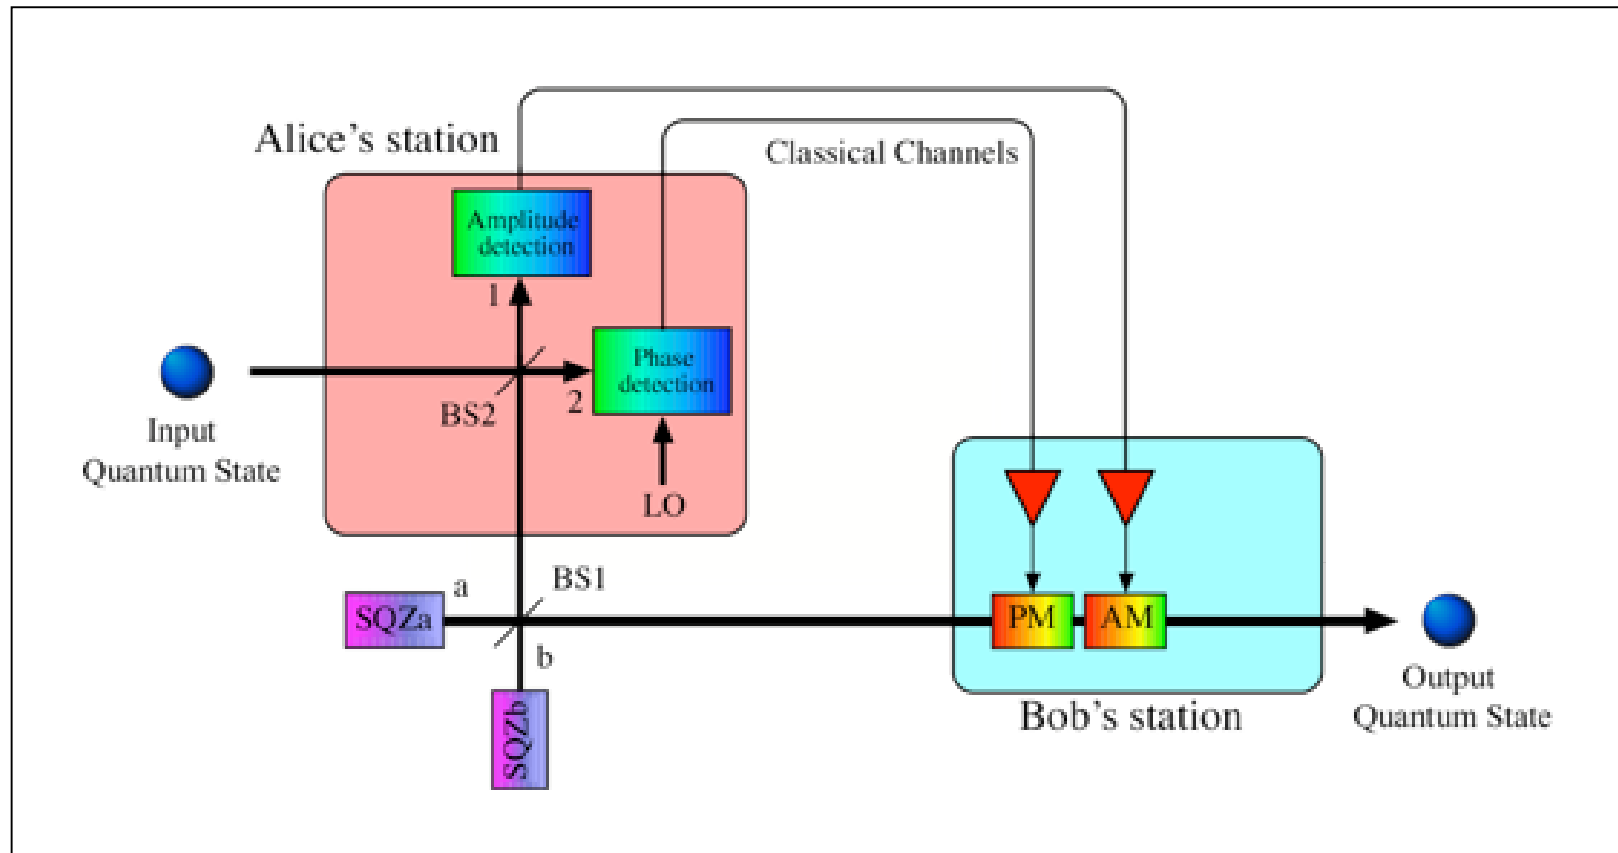 Alice's station
Classical Channels
Amplitude
detection
1
Phase
detection
2
BS2
Input
Quantum State
LO
a
BS1
SQZa
b
SQZb
PM
AM
Bob's station
Output
Quantum State